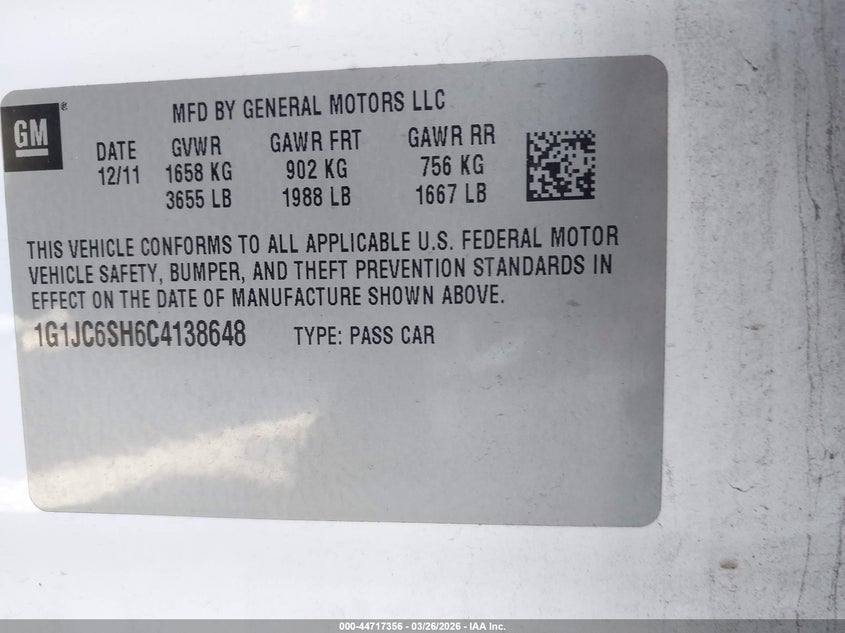 GM ®
MFD BY GENERAL MOTORS LLC
DATE GVWR GAWR FRT GAWR RR
12/11 1658 KG 902 KG 756 KG
3655 LB 1988 LB 1667 LB
THIS VEHICLE CONFORMS TO ALL APPLICABLE U.S. FEDERAL MOTOR
VEHICLE SAFETY, BUMPER, AND THEFT PREVENTION STANDARDS IN
EFFECT ON THE DATE OF MANUFACTURE SHOWN ABOVE.
1G1JC6SH6C4138648 TYPE: PASS CAR
000-44717356 - 03/26/2026 - IAA Inc.